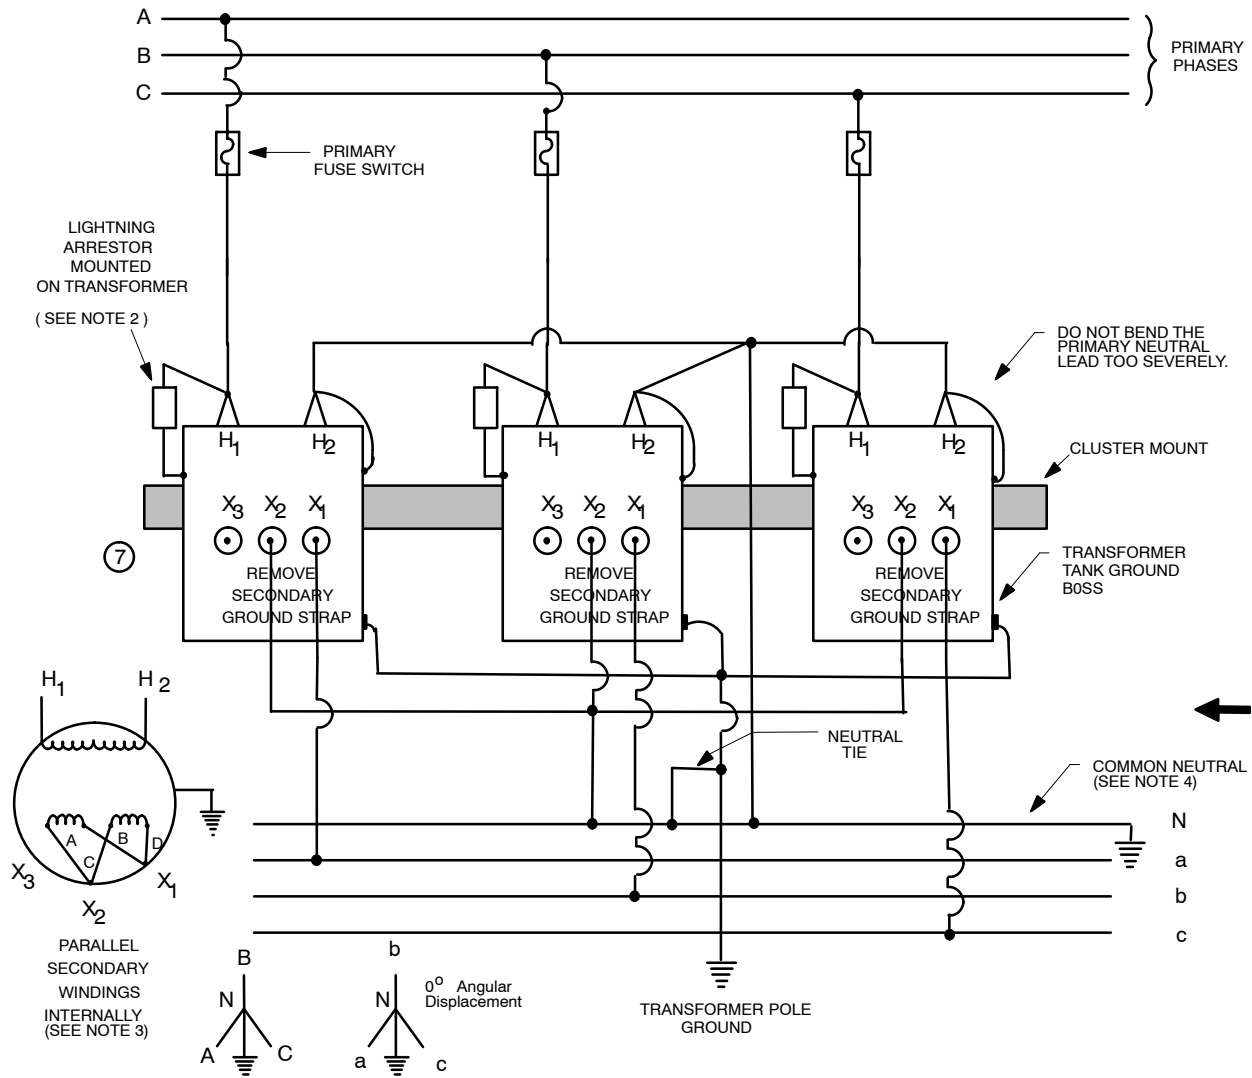 A
B
C
PRIMARY
PHASES
PRIMARY
FUSE SWITCH
LIGHTNING
ARRESTOR
MOUNTED
ON TRANSFORMER
( SEE NOTE 2 )
DO NOT BEND THE
PRIMARY NEUTRAL
LEAD TOO SEVERELY.
H1 H2
H1 H2
H1 H2
CLUSTER MOUNT
X3 X2 X1
X3 X2 X1
X3 X2 X1
7
REMOVE
SECONDARY
GROUND STRAP
REMOVE
SECONDARY
GROUND STRAP
REMOVE
SECONDARY
GROUND STRAP
TRANSFORMER
TANK GROUND
B0SS
H1 H2
A B C D
X3 X2 X1
PARALLEL
SECONDARY
WINDINGS
INTERNALLY
(SEE NOTE 3)
NEUTRAL
TIE
COMMON NEUTRAL
(SEE NOTE 4)
N
a
b
c
B
N
A C
b
N
a c
0° Angular
Displacement
TRANSFORMER POLE
GROUND